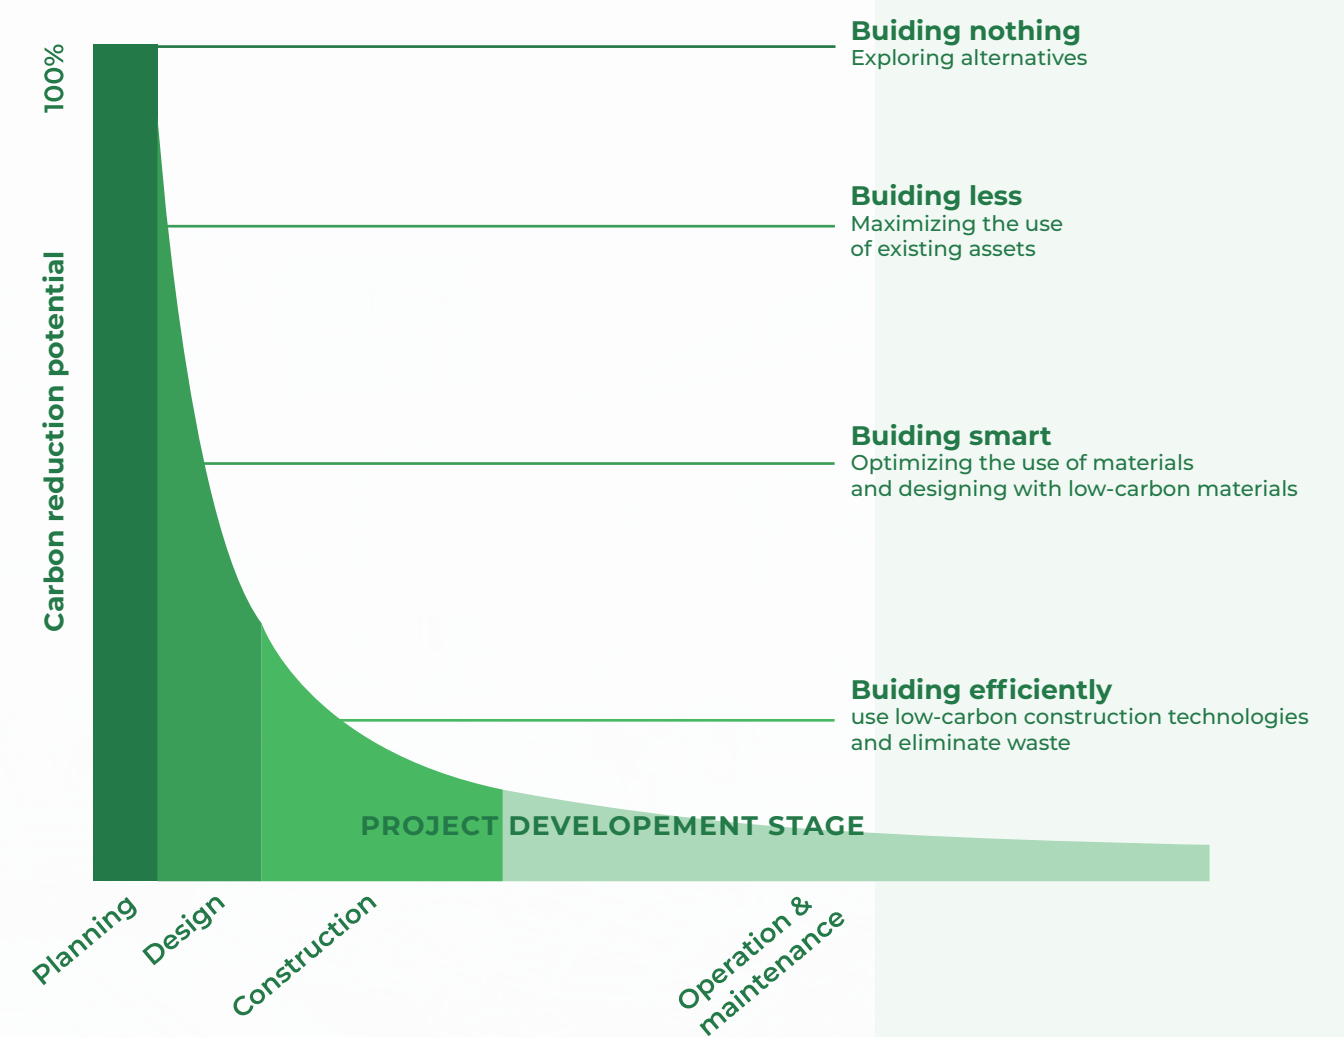 100%
Carbon reduction potential
Buiding nothing
Exploring alternatives
Buiding less
Maximizing the use
of existing assets
Buiding smart
Optimizing the use of materials
and designing with low-carbon materials
Buiding efficiently
use low-carbon construction technologies
and eliminate waste
PROJECT DEVELOPEMENT STAGE
Planning
Design
Construction
Operation &
maintenance